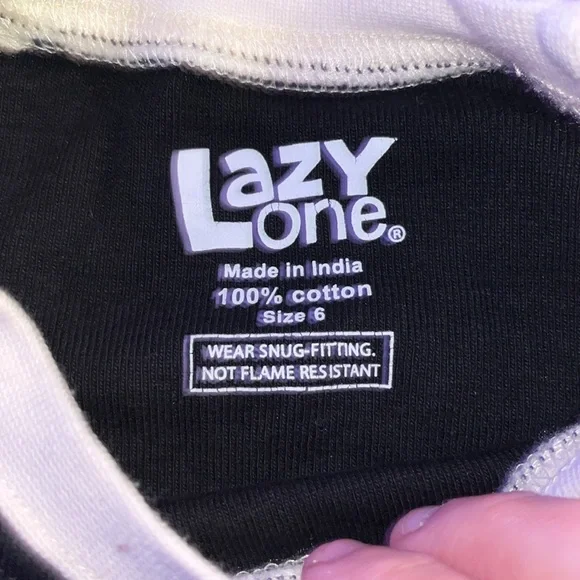 Lazy
one®
Made in India
100% cotton
Size 6
WEAR SNUG-FITTING.
NOT FLAME RESISTANT